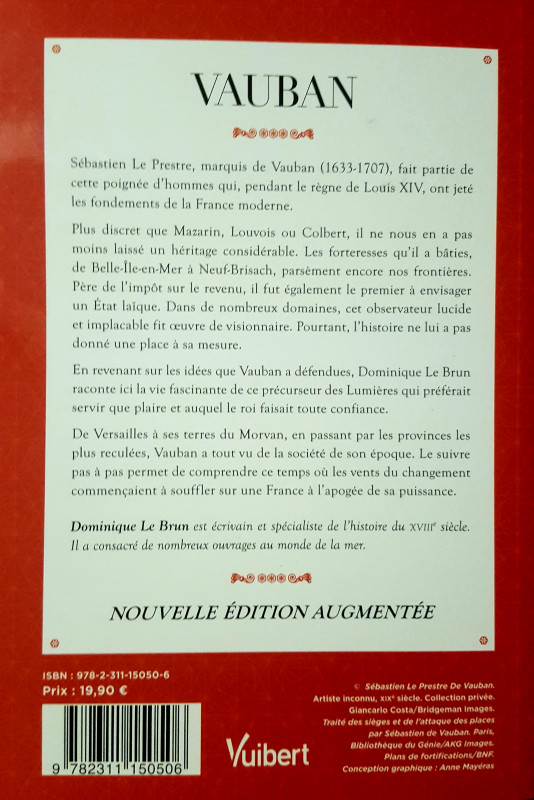 VAUBAN
Sébastien Le Prestre, marquis de Vauban (1633-1707), fait partie de
cette poignée d'hommes qui, pendant le règne de Louis XIV, ont jeté
les fondements de la France moderne.
Plus discret que Mazarin, Louvois ou Colbert, il ne nous en a pas
moins laissé un héritage considérable. Les forteresses qu'il a bâties,
de Belle-Île-en-Mer à Neuf-Brisach, parsèment encore nos frontières.
Père de l'impôt sur le revenu, il fut également le premier à envisager
un État laïque. Dans de nombreux domaines, cet observateur lucide
et implacable fit œuvre de visionnaire. Pourtant, l'histoire ne lui a pas
donné une place à sa mesure.
En revenant sur les idées que Vauban a défendues, Dominique Le Brun
raconte ici la vie fascinante de ce précurseur des Lumières qui préférait
servir que plaire et auquel le roi faisait toute confiance.
De Versailles à ses terres du Morvan, en passant par les provinces les
plus reculées, Vauban a tout vu de la société de son époque. Le suivre
pas à pas permet de comprendre ce temps où les vents du changement
commençaient à souffler sur une France à l'apogée de sa puissance.
Dominique Le Brun est écrivain et spécialiste de l'histoire du XVIIIe siècle.
Il a consacré de nombreux ouvrages au monde de la mer.
NOUVELLE ÉDITION AUGMENTÉE
ISBN : 978-2-311-15050-6
Prix : 19,90 €
9 782311 150506
Vuibert
© Sébastien Le Prestre De Vauban.
Artiste inconnu, XIXe siècle. Collection privée.
Giancarlo Costa/Bridgeman Images.
Traité des sièges et de l'attaque des places
par Sébastien de Vauban. Paris,
Bibliothèque du Génie/AKG Images.
Plans de fortifications/BNF.
Conception graphique : Anne Mayéras